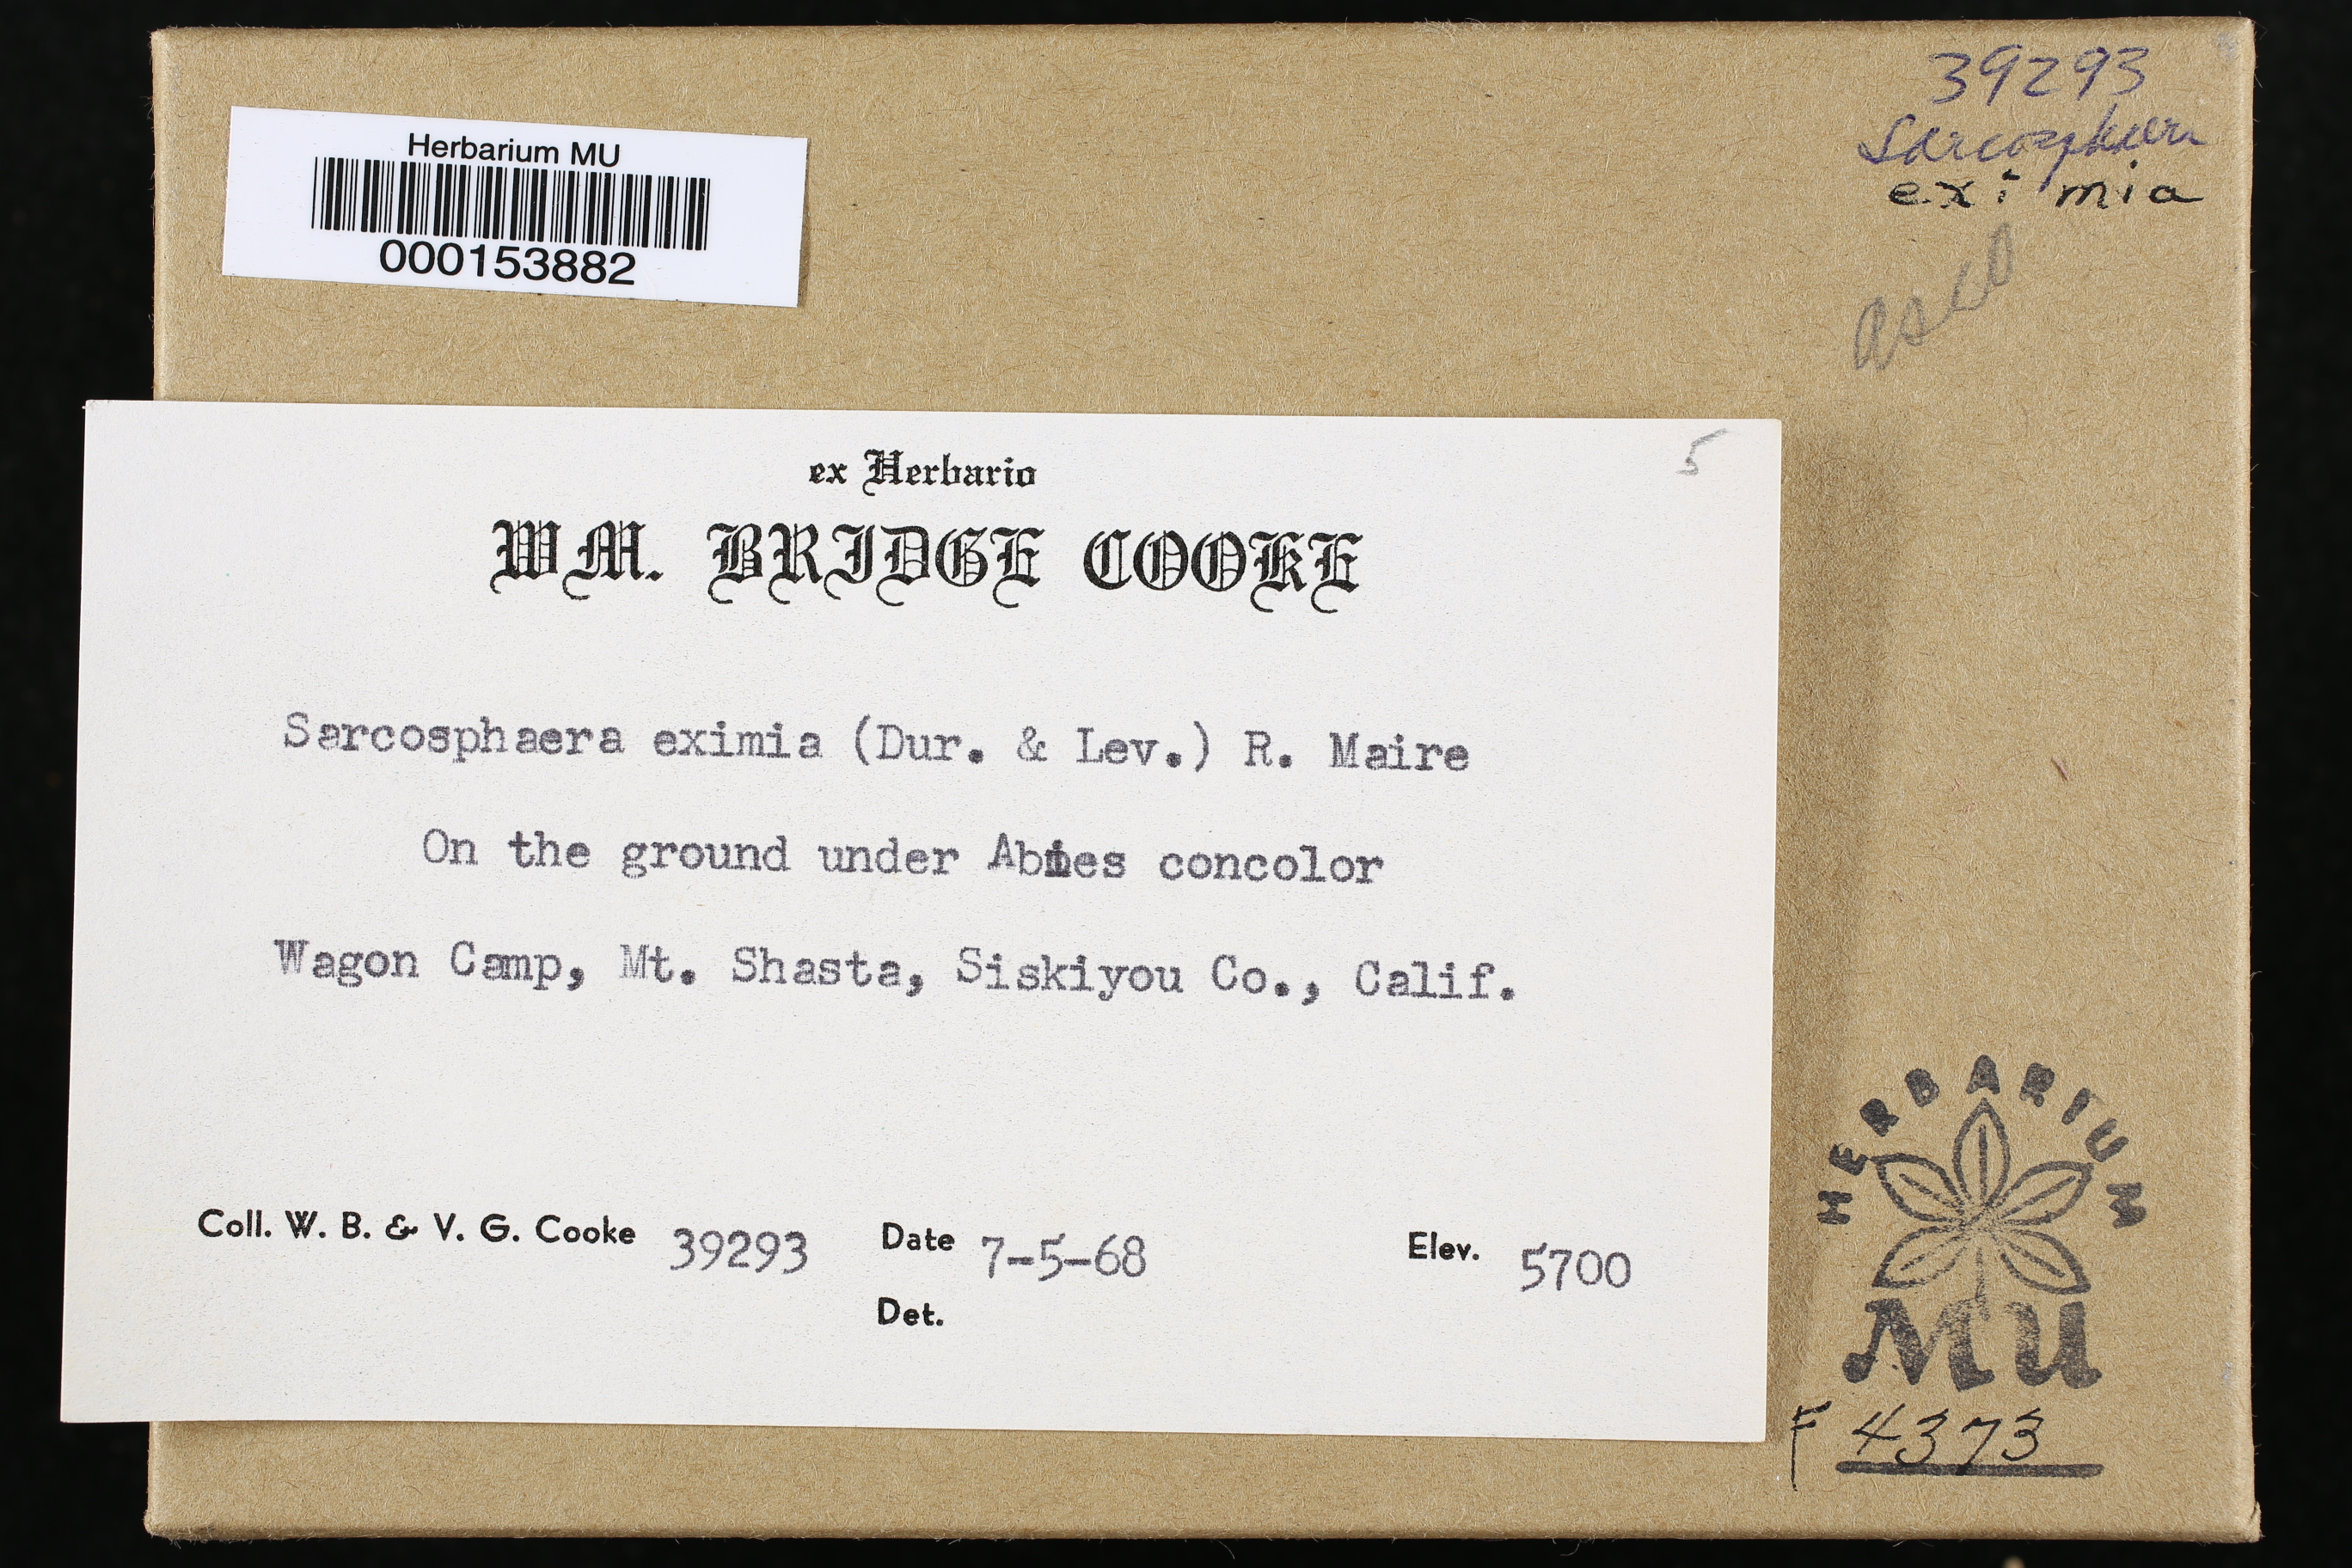 Herbarium MU
000153882
39293
Sarcosphaera
eximia
asco
5
ex Herbario
WM. BRIDGE COOKE
Sarcosphaera eximia (Dur. & Lev.) R. Maire
On the ground under Abies concolor
Wagon Camp, Mt. Shasta, Siskiyou Co., Calif.
Coll. W. B. & V. G. Cooke 39293 Date 7-5-68 Elev. 5700
Det.
HERBARIUM
MU
F 4373